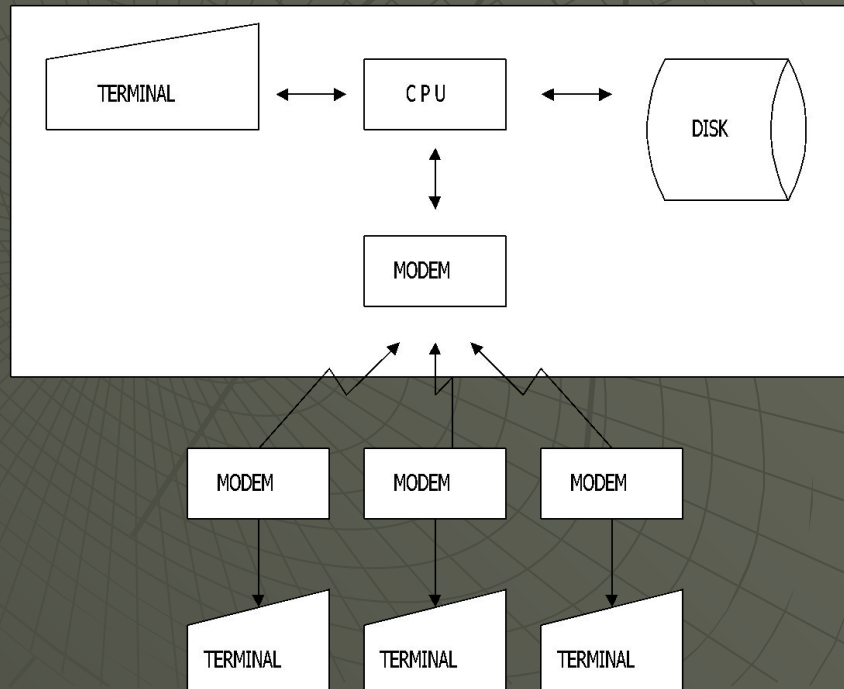 TERMINAL
C P U
DISK
MODEM
MODEM
MODEM
MODEM
TERMINAL
TERMINAL
TERMINAL